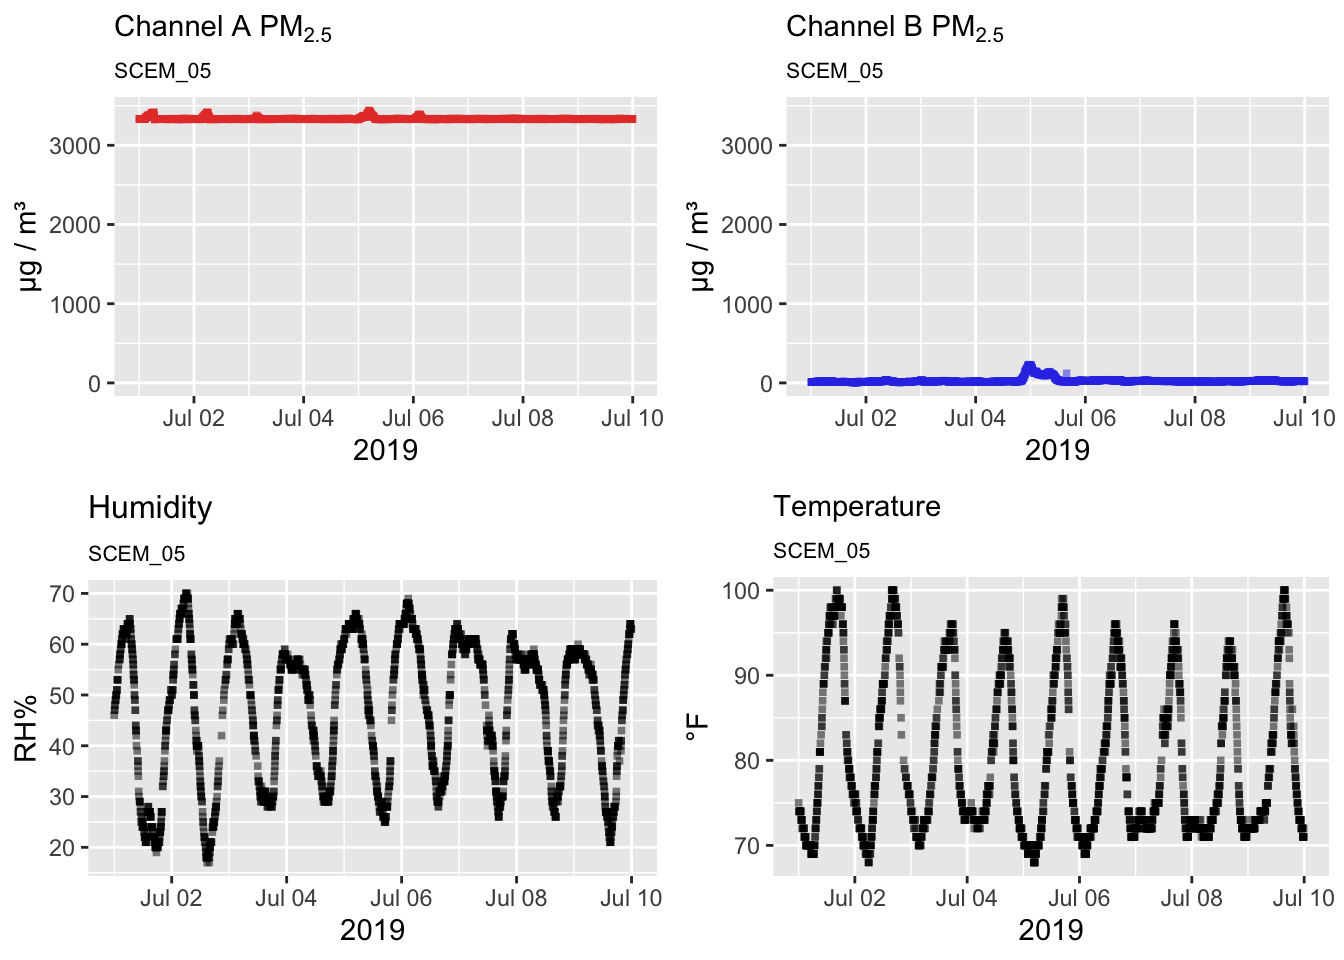 Channel A PM2.5
SCEM_05
3000
2000
1000
0
µg / m³
Jul 02 Jul 04 Jul 06 Jul 08 Jul 10
2019
Channel B PM2.5
SCEM_05
3000
2000
1000
0
µg / m³
Jul 02 Jul 04 Jul 06 Jul 08 Jul 10
2019
Humidity
SCEM_05
70
60
50
40
30
20
RH%
Jul 02 Jul 04 Jul 06 Jul 08 Jul 10
2019
Temperature
SCEM_05
100
90
80
70
°F
Jul 02 Jul 04 Jul 06 Jul 08 Jul 10
2019